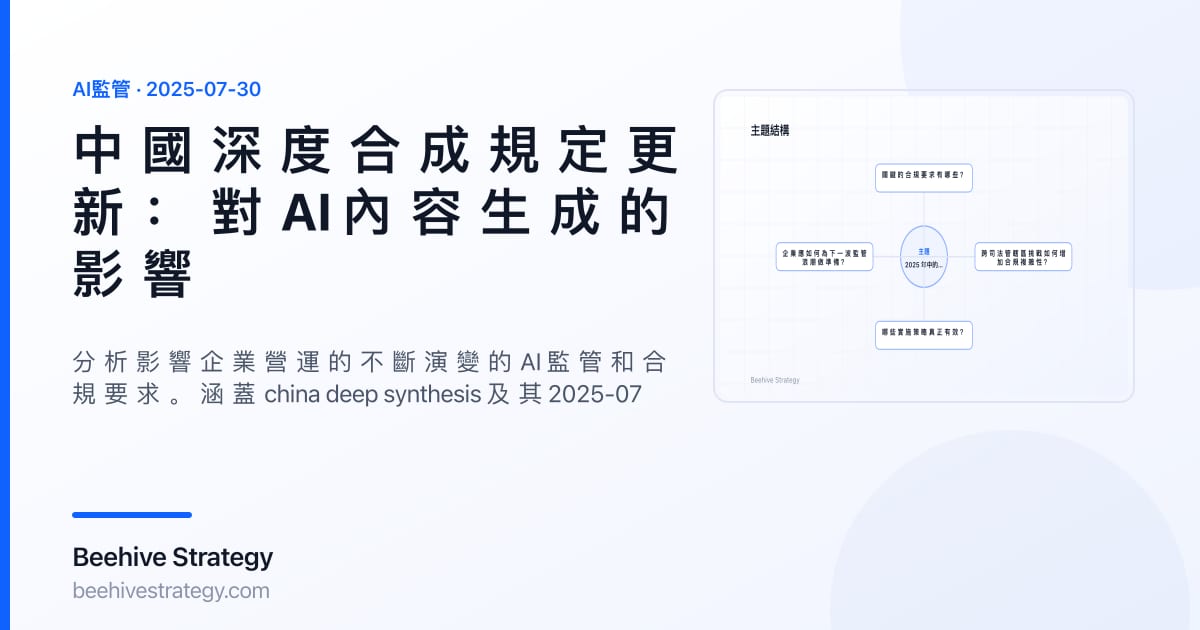 AI監管 · 2025-07-30
中國深度合成規定更
新：對AI內容生成的
影響
分析影響企業營運的不斷演變的AI監管和合
規要求。涵蓋 china deep synthesis 及其 2025-07
Beehive Strategy
beehivestrategy.com
主題結構
關鍵的合規要求有哪些？
企業應如何為下一波監管
浪潮做準備？
主題
2025 年中的...
跨司法管轄區挑戰如何增
加合規複雜性？
哪些實施策略真正有效？
Beehive Strategy